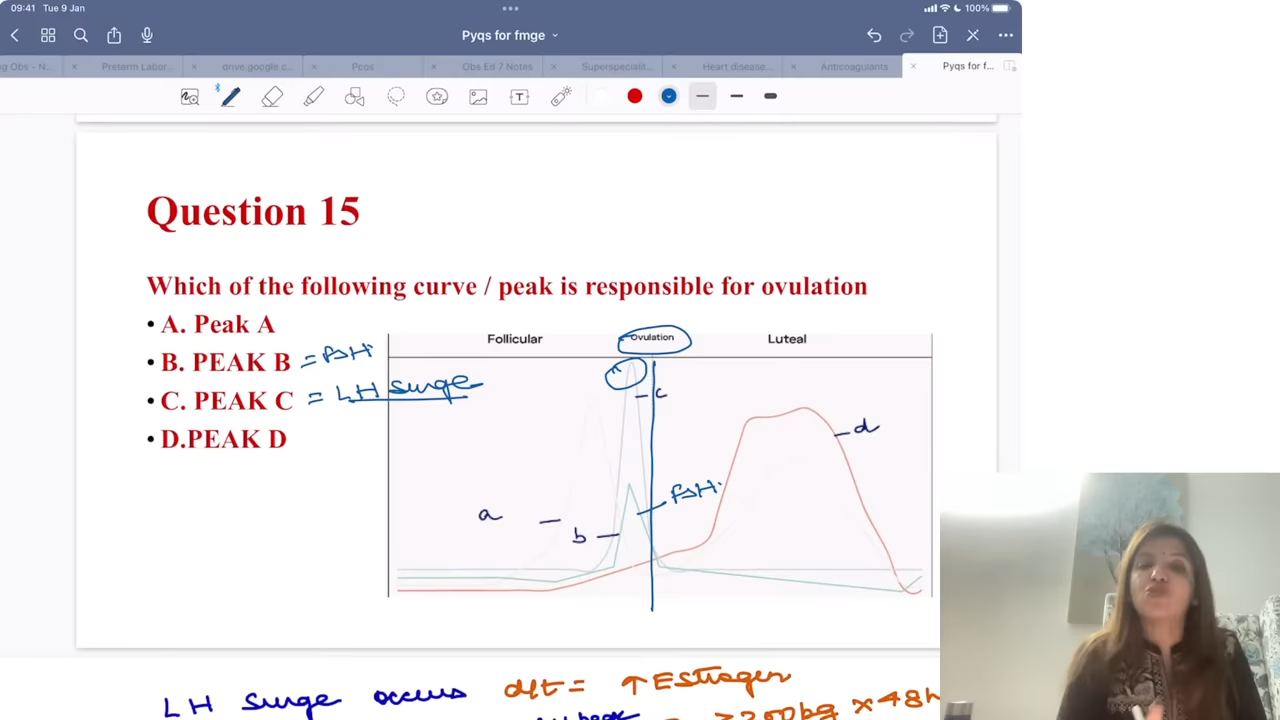 09:41 Tue 9 Jan
100%
Pyqs for fmge
g Obs - N...
Preterm Labor...
drive.google c...
Pcos
Obs Ed 7 Notes
Superspecialit...
Heart disease...
Anticoagulants
Pyqs for f...
Question 15
Which of the following curve / peak is responsible for ovulation
• A. Peak A
• B. PEAK B = FSH
• C. PEAK C = LH surge
• D.PEAK D
Follicular
Ovulation
Luteal
c
d
FSH
a
b
LH surge occurs d/t = ↑ Estrogen